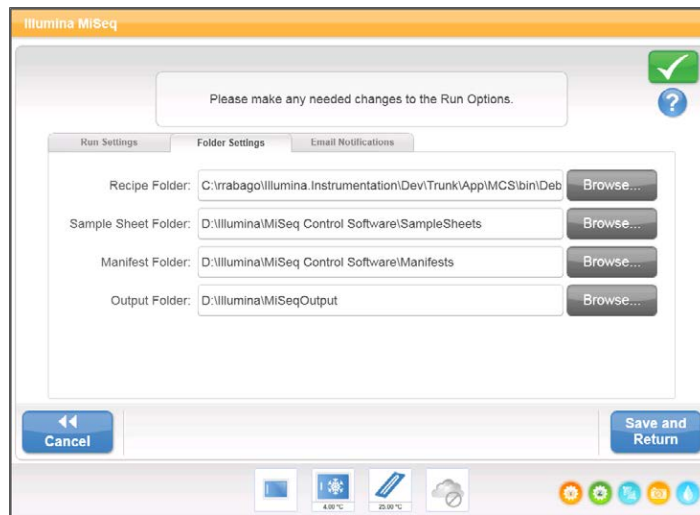 Illumina MiSeq
Please make any needed changes to the Run Options.
Run Settings
Folder Settings
Email Notifications
Recipe Folder: C:\rrabago\Illumina.Instrumentation\Dev\Trunk\App\MCS\bin\Deb Browse...
Sample Sheet Folder: D:\Illumina\MiSeq Control Software\SampleSheets Browse...
Manifest Folder: D:\Illumina\MiSeq Control Software\Manifests Browse...
Output Folder: D:\Illumina\MiSeqOutput Browse...
Cancel
Save and
Return
4.00 °C
25.00 °C